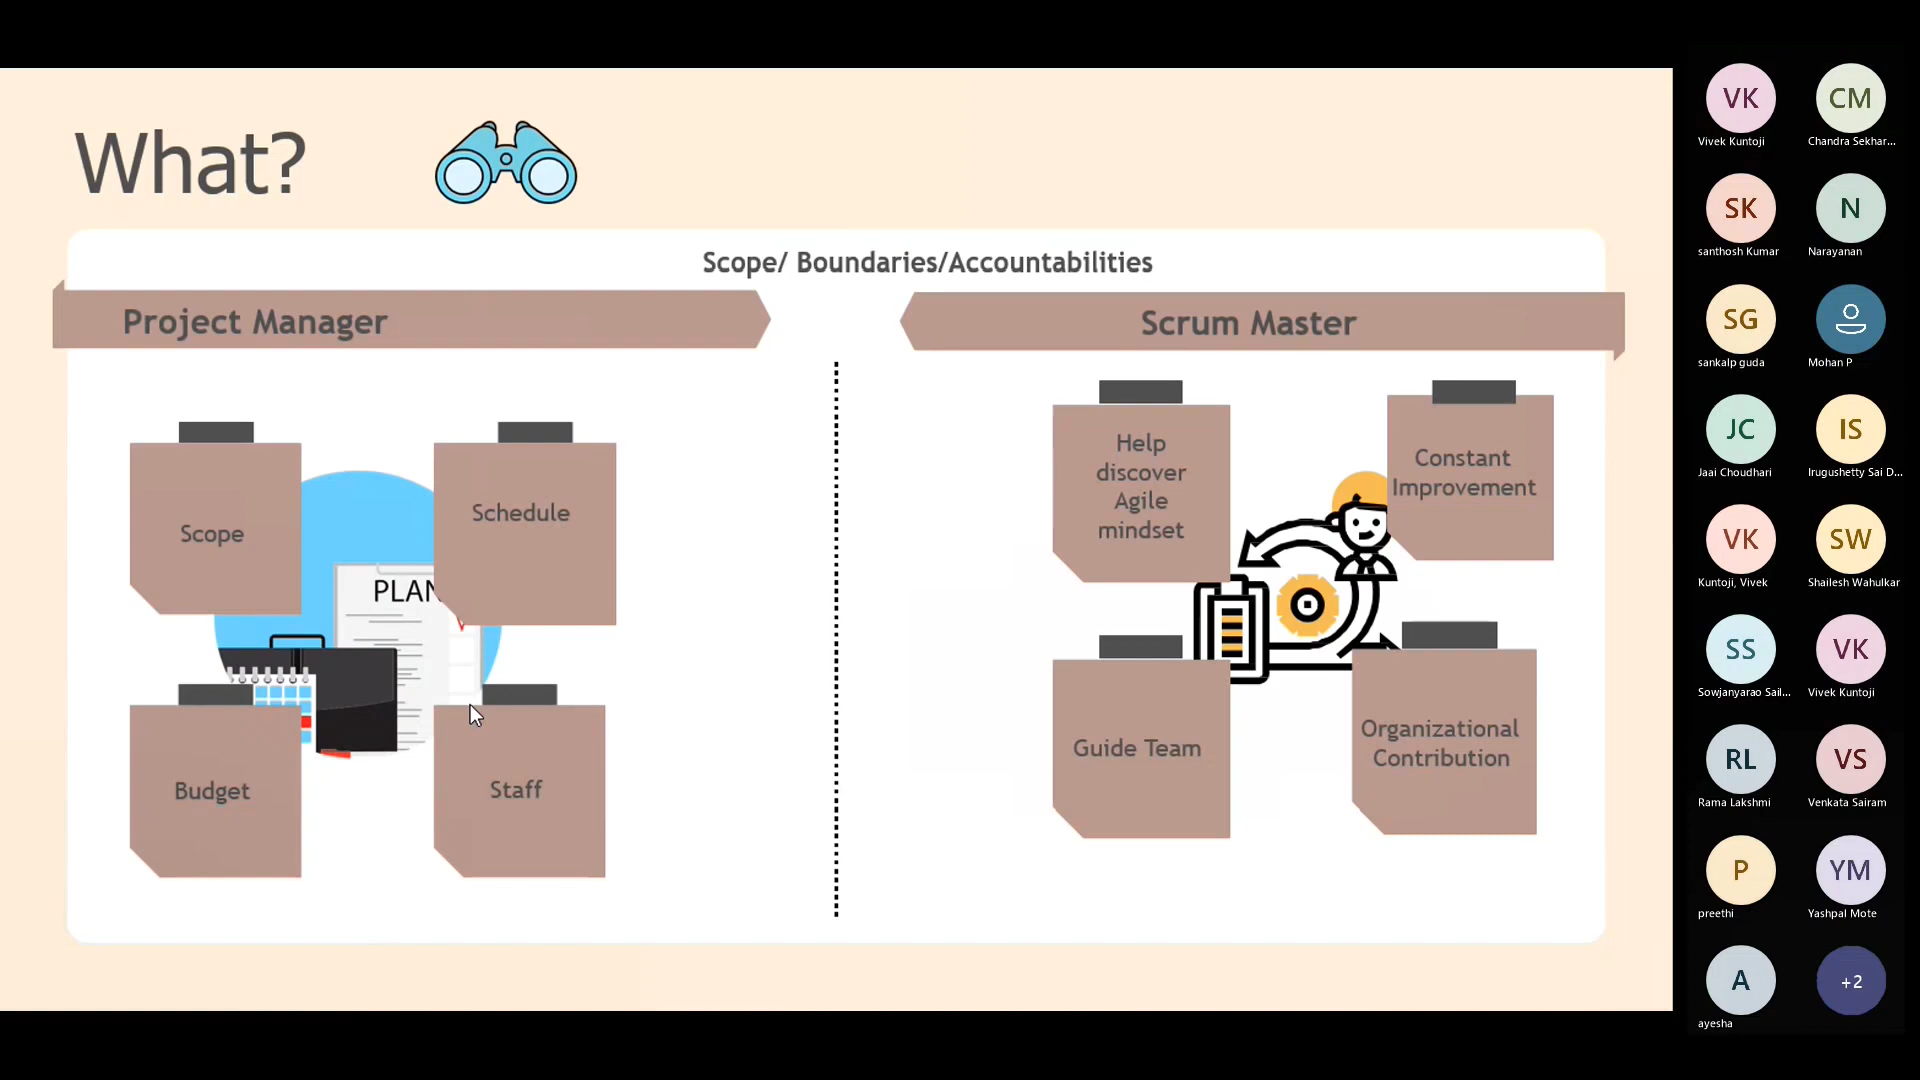 What?
Scope/ Boundaries/Accountabilities
Project Manager
Scrum Master
Scope
Schedule
PLAN
Budget
Staff
Help
discover
Agile
mindset
Constant
Improvement
Guide Team
Organizational
Contribution
VK
Vivek Kuntoji
CM
Chandra Sekhar...
SK
santhosh Kumar
N
Narayanan
SG
sankalp guda
Mohan P
JC
Jaai Choudhari
IS
Irugushetty Sai D...
VK
Kuntoji, Vivek
SW
Shailesh Wahulkar
SS
Sowjanyarao Sail...
VK
Vivek Kuntoji
RL
Rama Lakshmi
VS
Venkata Sairam
P
preethi
YM
Yashpal Mote
A
ayesha
+2